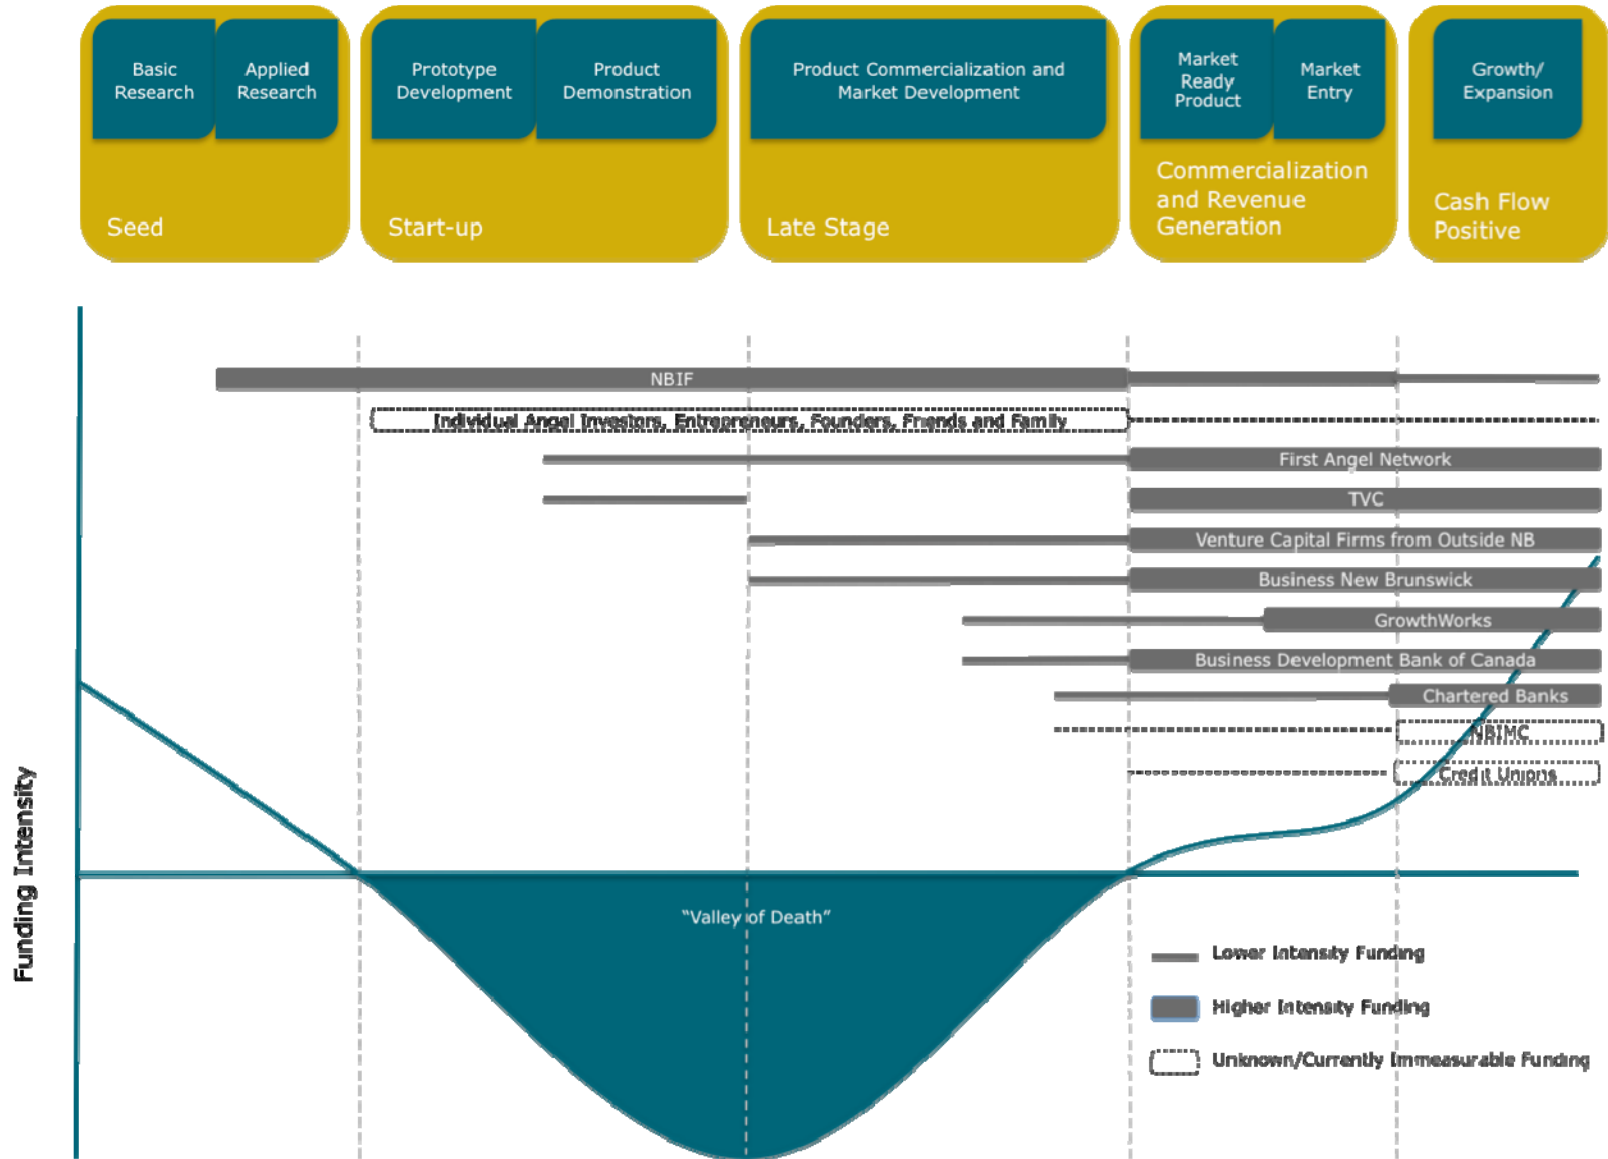 Basic
Research
Applied
Research
Prototype
Development
Product
Demonstration
Product Commercialization and
Market Development
Market
Ready
Product
Market
Entry
Growth/
Expansion
Seed
Start-up
Late Stage
Commercialization
and Revenue
Generation
Cash Flow
Positive
NBIF
Individual Angel Investors, Entrepreneurs, Founders, Friends and Family
First Angel Network
TVC
Venture Capital Firms from Outside NB
Business New Brunswick
GrowthWorks
Business Development Bank of Canada
Chartered Banks
NBIMC
Credit Unions
Funding Intensity
“Valley of Death”
Lower Intensity Funding
Higher Intensity Funding
Unknown/Currently Immeasurable Funding